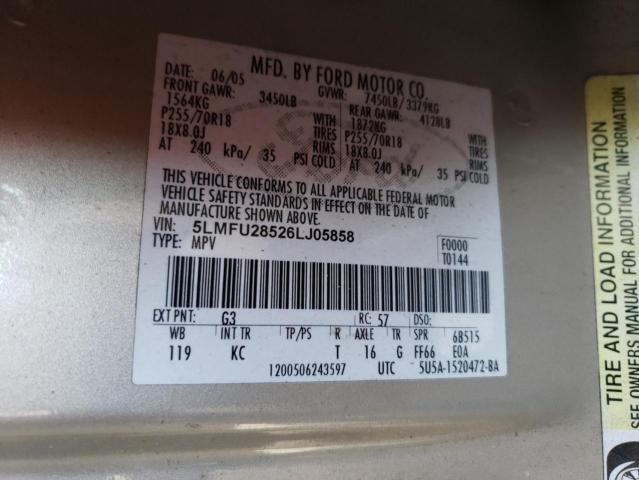 MFD. BY FORD MOTOR CO.
DATE: 06/05 GVWR: 7450LB/3379KG
FRONT GAWR: 3450LB REAR GAWR: 4128LB
1564KG 1872KG
P255/70R18 TIRES P255/70R18 TIRES
18X8.0J RIMS 18X8.0J RIMS
AT 240 kPa/ 35 PSI COLD AT 240 kPa/ 35 PSI COLD
THIS VEHICLE CONFORMS TO ALL APPLICABLE FEDERAL MOTOR
VEHICLE SAFETY STANDARDS IN EFFECT ON THE DATE OF
MANUFACTURE SHOWN ABOVE.
VIN: 5LMFU28526LJ05858
TYPE: MPV
F0000
T0144
EXT PNT: G3 RC: 57 DSO:
WB INT TR TP/PS R AXLE TR SPR 6B515
119 KC T 16 G FF66 E0A
1200506243597 UTC 5U5A-1520472-BA
TIRE AND LOAD INFORMATION
SEE OWNERS MANUAL FOR ADDITIONAL INFORMATION